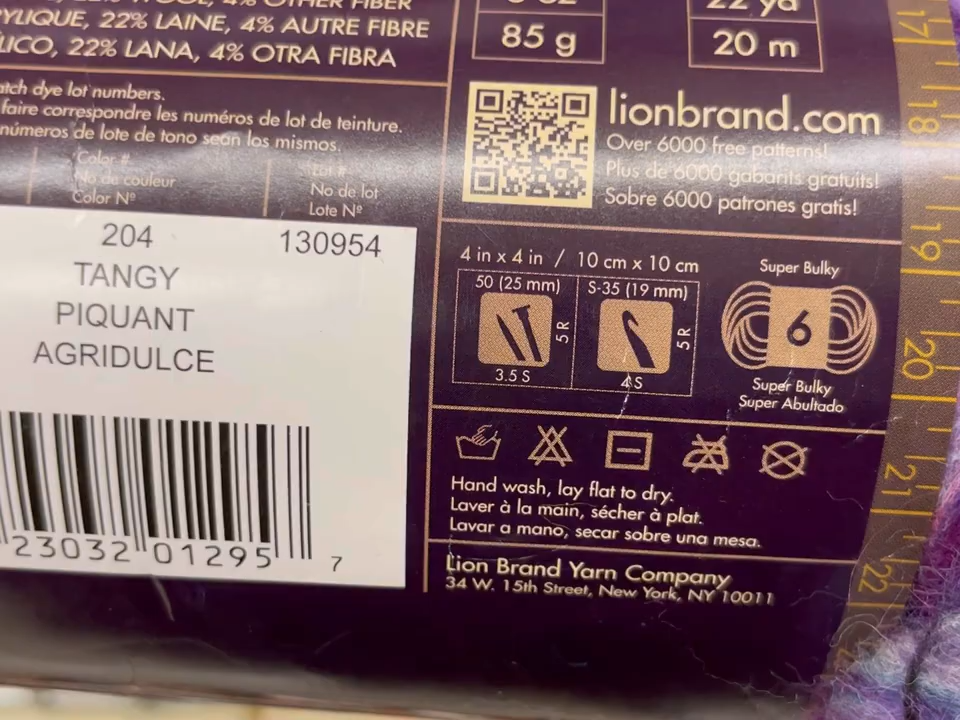 4% OTHER FIBER
YLIQUE, 22% LAINE, 4% AUTRE FIBRE
LICO, 22% LANA, 4% OTRA FIBRA
85 g
22 yd
20 m
atch dye lot numbers.
faire correspondre les numéros de lot de teinture.
números de lote de tono sean los mismos.
Color #
No de couleur
Color Nº
Lot #
No de lot
Lote Nº
204
130954
TANGY
PIQUANT
AGRIDULCE
23032 01295 7
lionbrand.com
Over 6000 free patterns!
Plus de 6000 gabarits gratuits!
Sobre 6000 patrones gratis!
4 in x 4 in / 10 cm x 10 cm
50 (25 mm)
5 R
3.5 S
S-35 (19 mm)
5 R
4 S
Super Bulky
6
Super Bulky
Super Abultado
Hand wash, lay flat to dry.
Laver à la main, sécher à plat.
Lavar a mano, secar sobre una mesa.
Lion Brand Yarn Company
34 W. 15th Street, New York, NY 10011
17
18
19
20
21
22